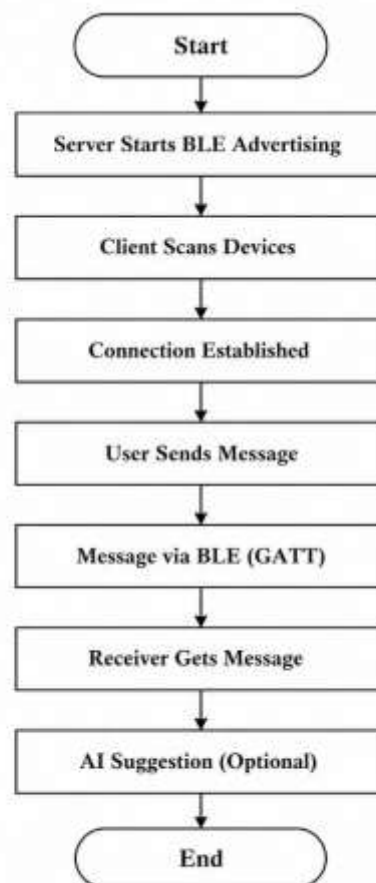 Start
Server Starts BLE Advertising
Client Scans Devices
Connection Established
User Sends Message
Message via BLE (GATT)
Receiver Gets Message
AI Suggestion (Optional)
End